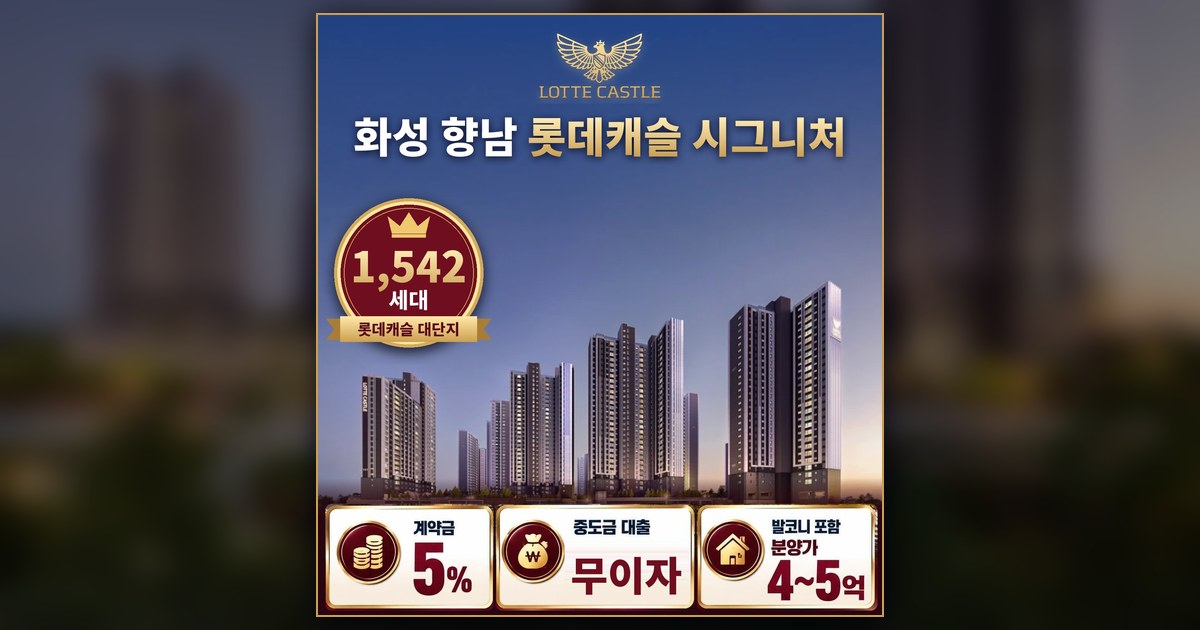 LOTTE CASTLE
화성 향남 롯데캐슬 시그니처
1,542
세대
롯데캐슬 대단지
계약금
5%
중도금 대출
무이자
발코니 포함
분양가
4~5억